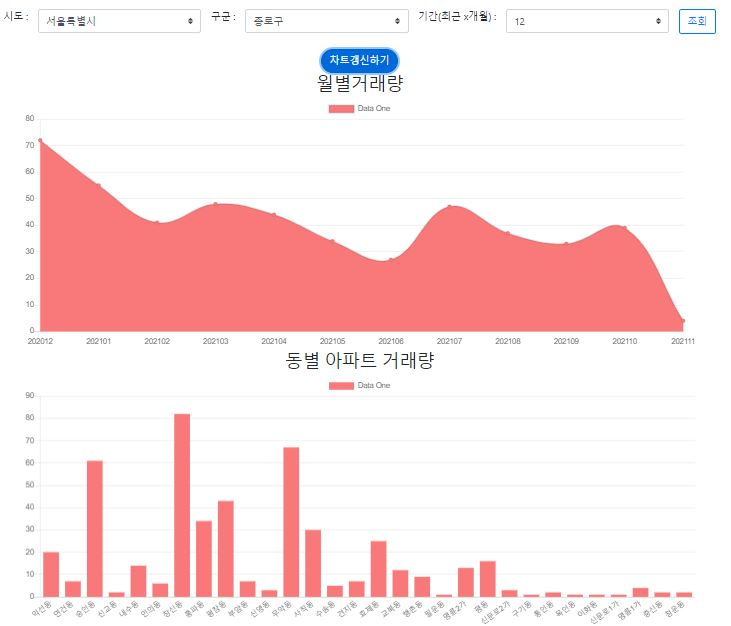 시도 : 서울특별시 구군 : 종로구 기간(최근 x개월) : 12 조회
차트갱신하기
월별거래량
Data One
80
70
60
50
40
30
20
10
0
202012 202101 202102 202103 202104 202105 202106 202107 202108 202109 202110 202111
동별 아파트 거래량
Data One
90
80
70
60
50
40
30
20
10
0
익선동 연건동 숭인동 신교동 내수동 인의동 창신동 홍파동 평창동 부암동 신영동 무악동 사직동 수송동 견지동 효제동 교북동 행촌동 필운동 명륜2가 평동 신문로2가 구기동 통인동 옥인동 이화동 신문로1가 명륜1가 충신동 청운동